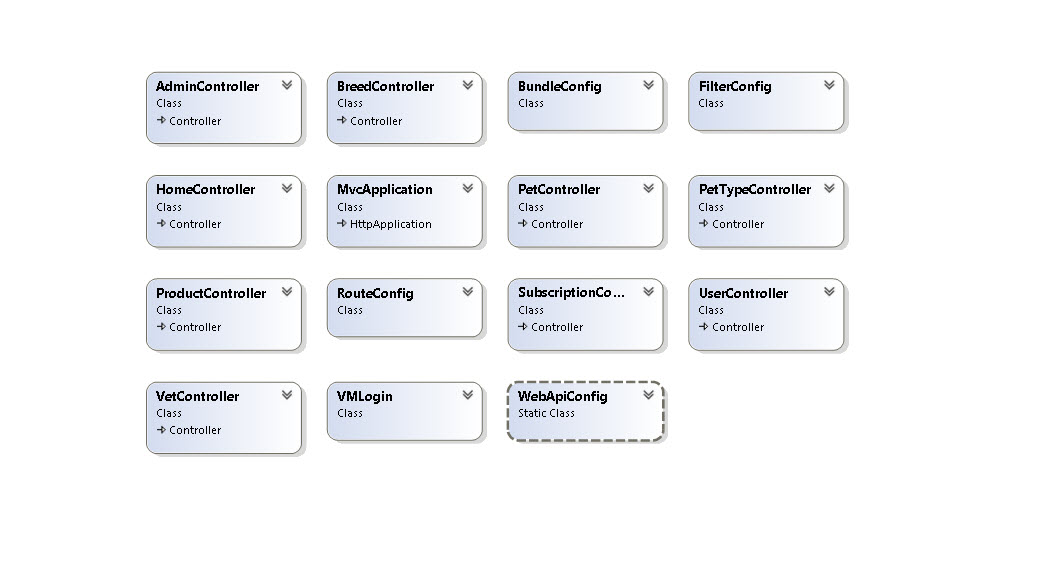 AdminController
Class
Controller
BreedController
Class
Controller
BundleConfig
Class
FilterConfig
Class
HomeController
Class
Controller
MvcApplication
Class
HttpApplication
PetController
Class
Controller
PetTypeController
Class
Controller
ProductController
Class
Controller
RouteConfig
Class
SubscriptionCo...
Class
Controller
UserController
Class
Controller
VetController
Class
Controller
VMLogin
Class
WebApiConfig
Static Class